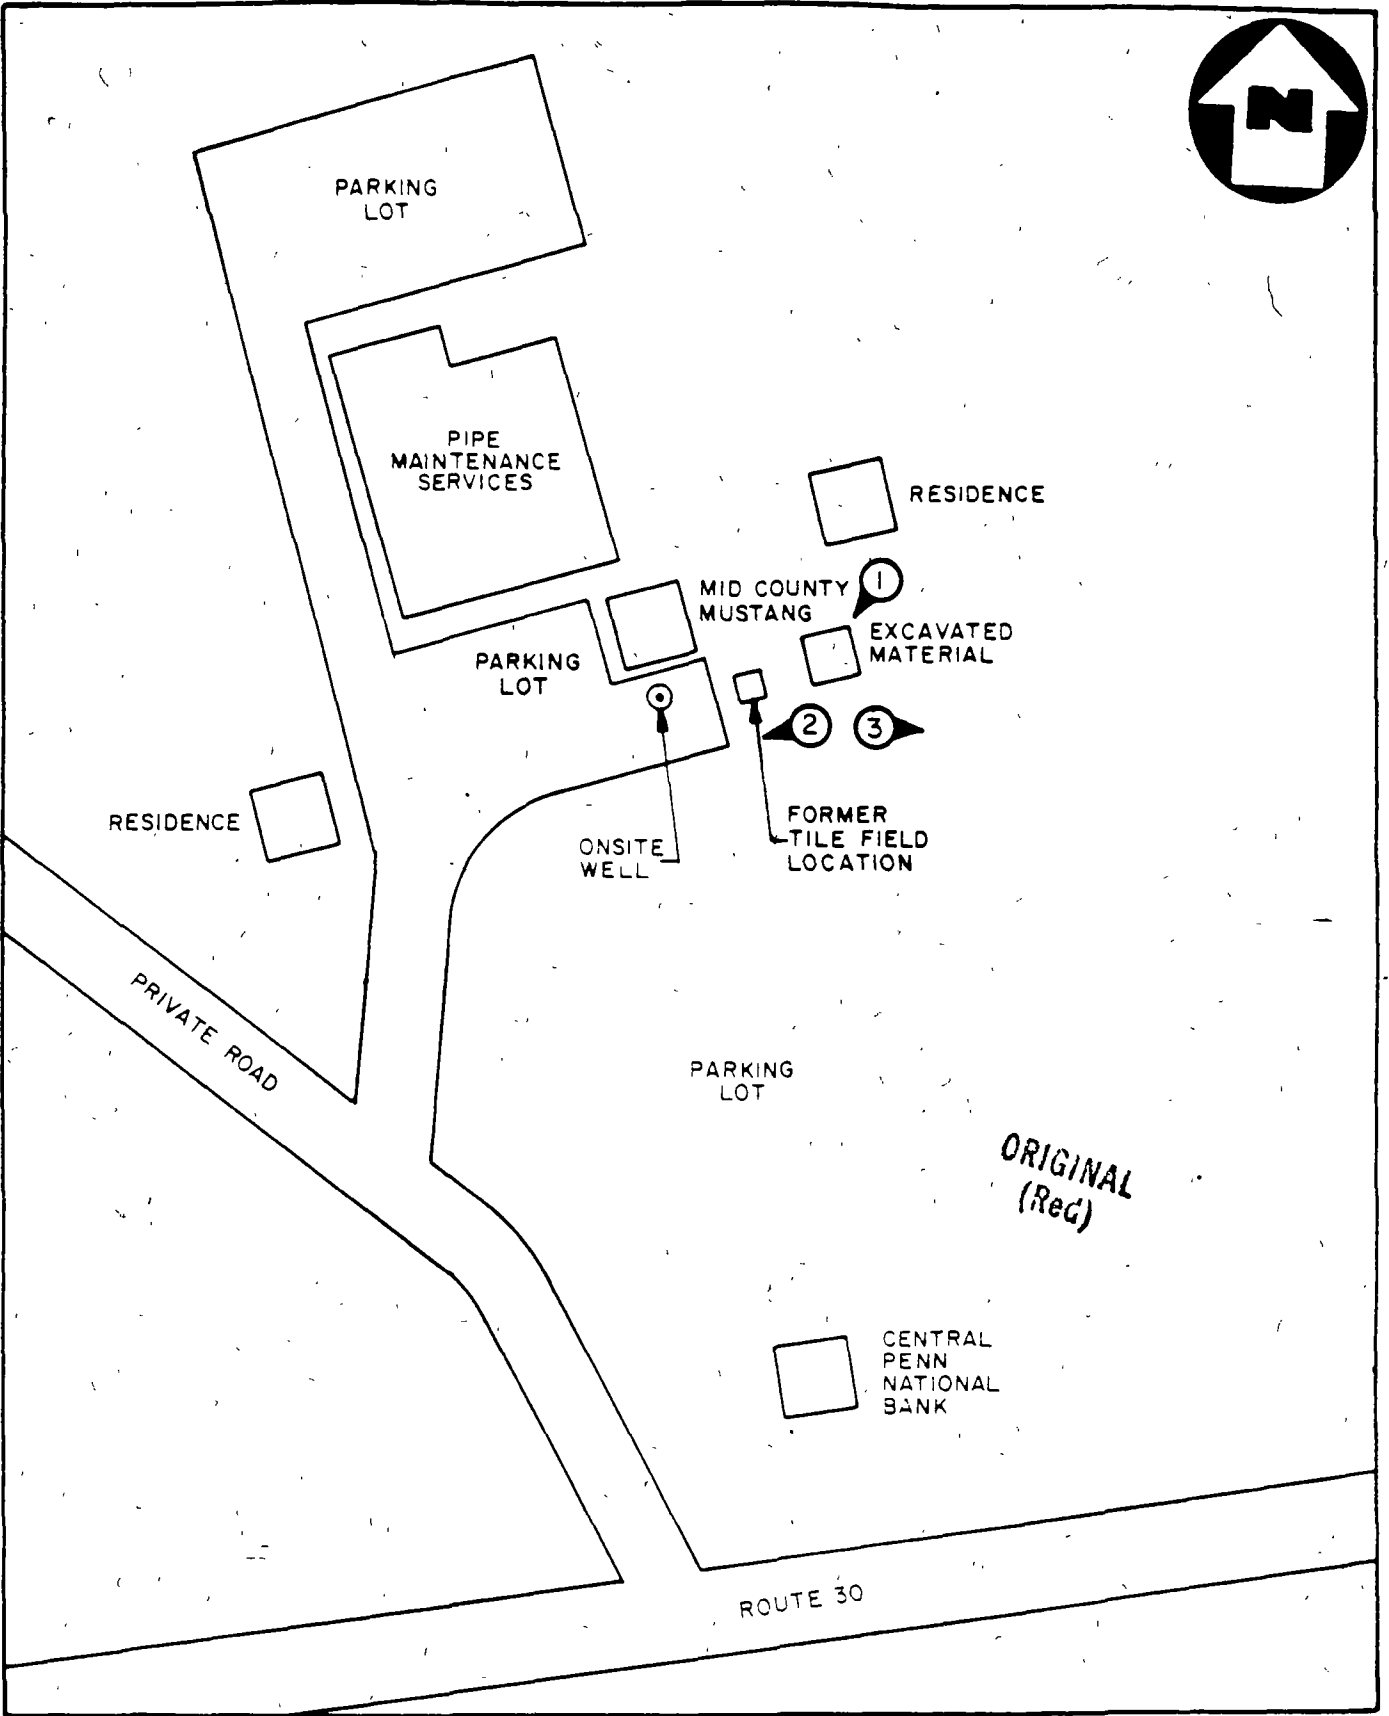 N
PARKING
LOT
PIPE
MAINTENANCE
SERVICES
RESIDENCE
1
MID COUNTY
MUSTANG
EXCAVATED
MATERIAL
PARKING
LOT
2
3
RESIDENCE
ONSITE
WELL
FORMER
TILE FIELD
LOCATION
PRIVATE ROAD
PARKING
LOT
ORIGINAL
(Red)
CENTRAL
PENN
NATIONAL
BANK
ROUTE 30